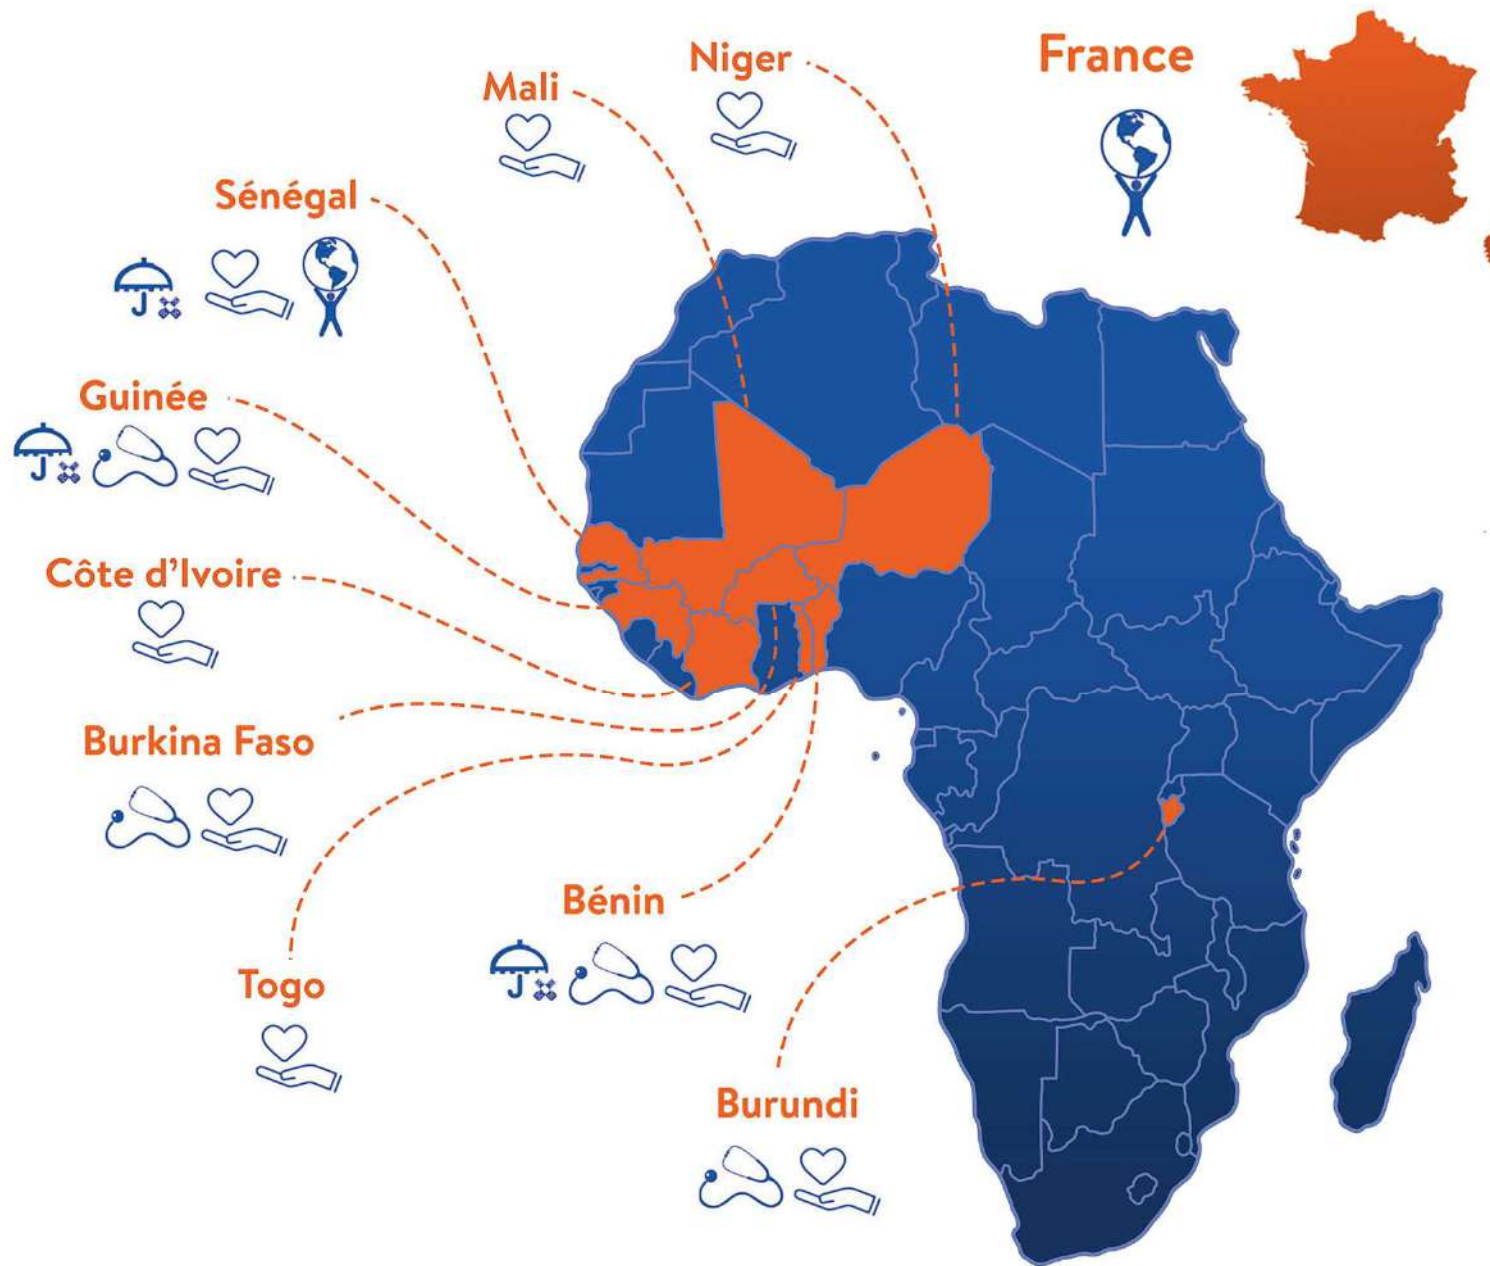 Niger
France
Mali
Sénégal
Guinée
Côte d'Ivoire
Burkina Faso
Bénin
Togo
Burundi